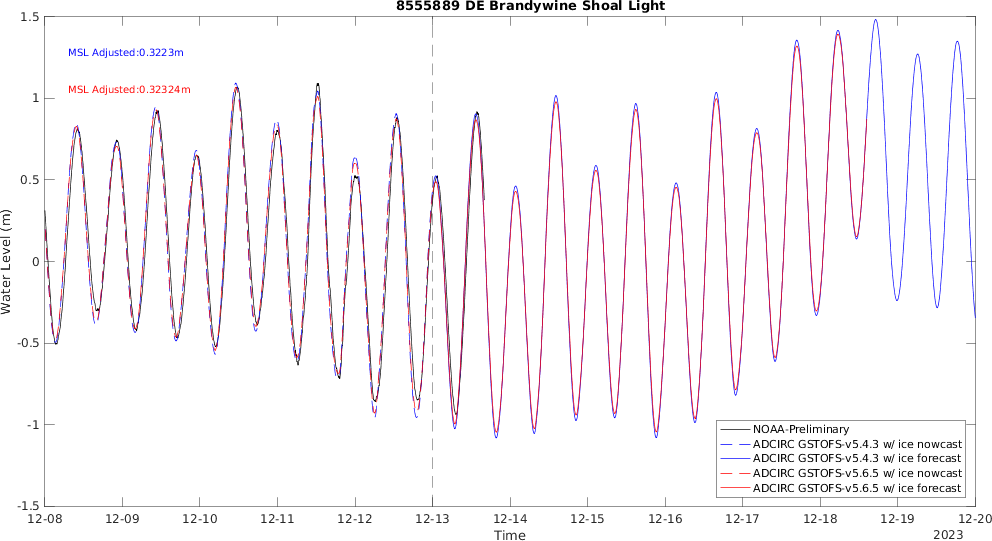 8555889 DE Brandywine Shoal Light
MSL Adjusted:0.3223m
MSL Adjusted:0.32324m
Water Level (m)
1.5
1
0.5
0
-0.5
-1
-1.5
NOAA-Preliminary
ADCIRC GSTOFS-v5.4.3 w/ ice nowcast
ADCIRC GSTOFS-v5.4.3 w/ ice forecast
ADCIRC GSTOFS-v5.6.5 w/ ice nowcast
ADCIRC GSTOFS-v5.6.5 w/ ice forecast
12-08 12-09 12-10 12-11 12-12 12-13 12-14 12-15 12-16 12-17 12-18 12-19 12-20
Time
2023